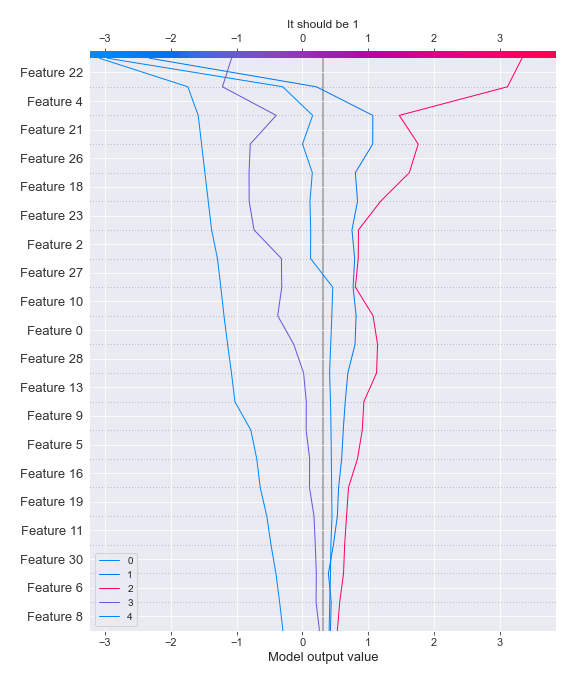 It should be 1
−3 −2 −1 0 1 2 3
Feature 22
Feature 4
Feature 21
Feature 26
Feature 18
Feature 23
Feature 2
Feature 27
Feature 10
Feature 0
Feature 28
Feature 13
Feature 9
Feature 5
Feature 16
Feature 19
Feature 11
Feature 30
Feature 6
Feature 8
0
1
2
3
4
−3 −2 −1 0 1 2 3
Model output value